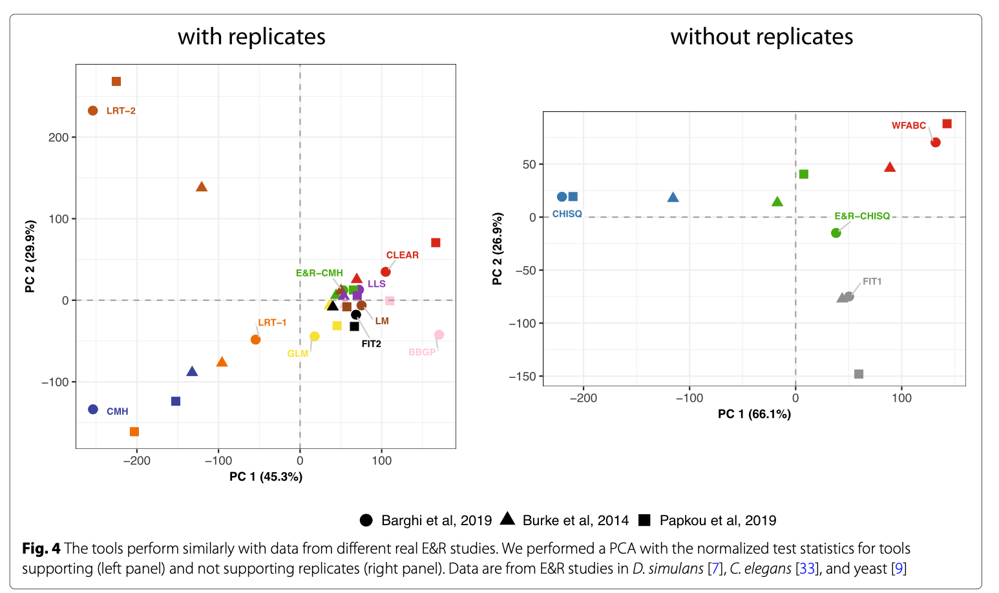 with replicates
without replicates
LRT−2
200
100
0
−100
PC 2 (29.9%)
CLEAR
E&R−CMH
LLS
LRT−1
LM
GLM
FIT2
BBGP
CMH
−200
−100
0
100
PC 1 (45.3%)
WFABC
50
0
−50
−100
−150
PC 2 (26.9%)
CHISQ
E&R−CHISQ
FIT1
−200
−100
0
100
PC 1 (66.1%)
Barghi et al, 2019
Burke et al, 2014
Papkou et al, 2019
Fig. 4 The tools perform similarly with data from different real E&R studies. We performed a PCA with the normalized test statistics for tools
supporting (left panel) and not supporting replicates (right panel). Data are from E&R studies in D. simulans [7], C. elegans [33], and yeast [9]